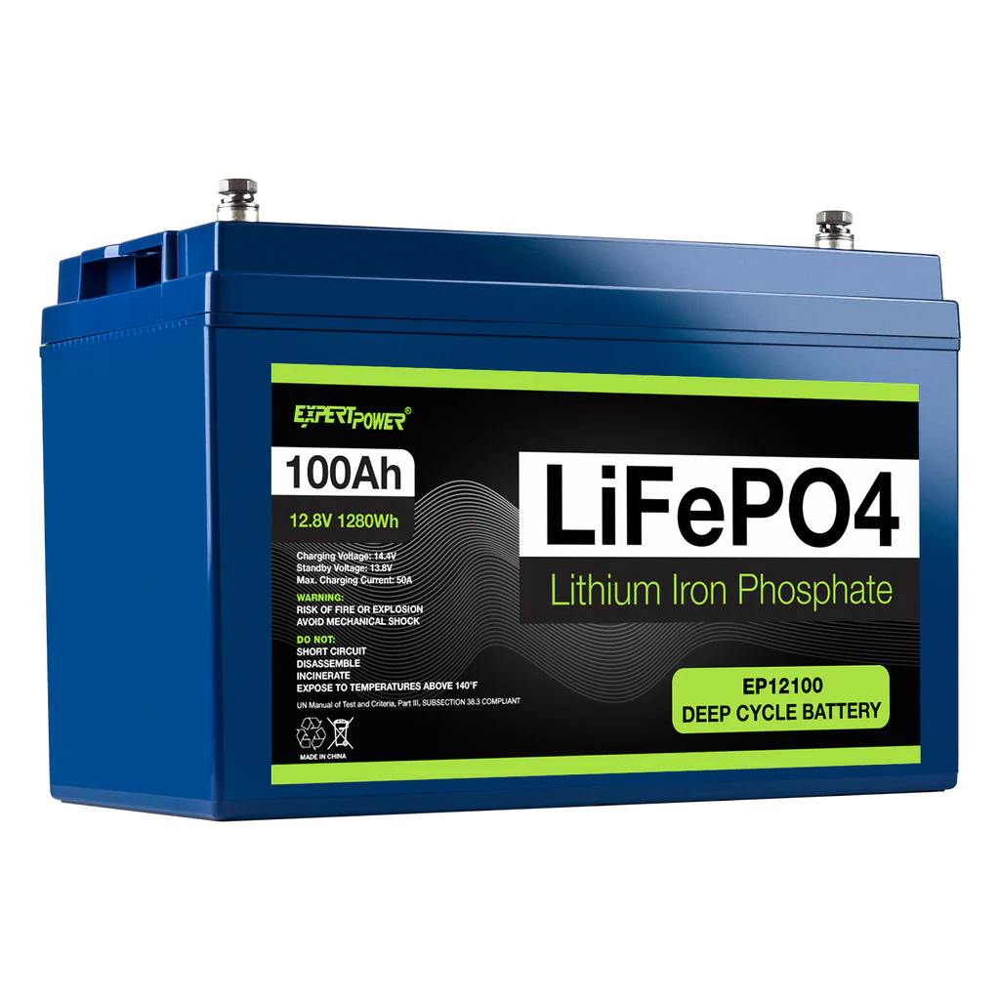 EXPERTPOWER®
100Ah
12.8V 1280Wh
Charging Voltage: 14.4V
Standby Voltage: 13.8V
Max. Charging Current: 50A
WARNING:
RISK OF FIRE OR EXPLOSION
AVOID MECHANICAL SHOCK
DO NOT:
SHORT CIRCUIT
DISASSEMBLE
INCINERATE
EXPOSE TO TEMPERATURES ABOVE 140°F
UN Manual of Test and Criteria, Part III, SUBSECTION 38.3 COMPLIANT
MADE IN CHINA
LiFePO4
Lithium Iron Phosphate
EP12100
DEEP CYCLE BATTERY